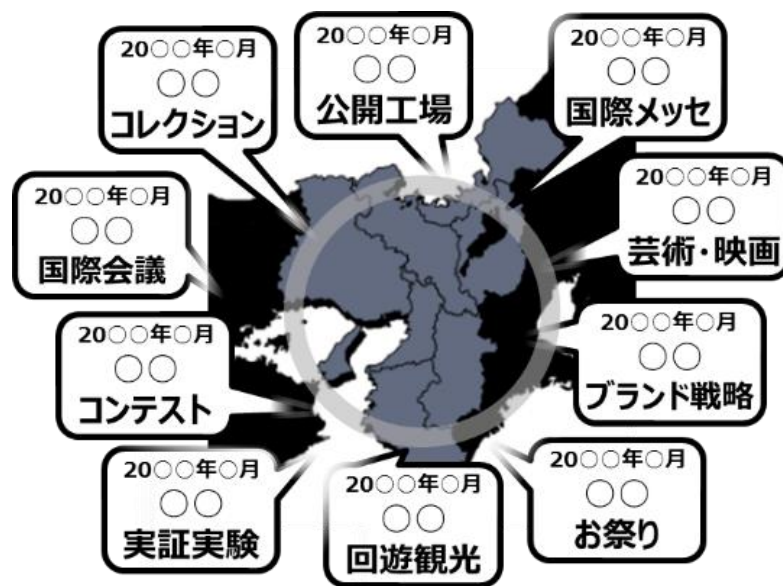 20○○年○月
○○
コレクション
20○○年○月
○○
公開工場
20○○年○月
○○
国際メッセ
20○○年○月
○○
国際会議
20○○年○月
○○
芸術・映画
20○○年○月
○○
コンテスト
20○○年○月
○○
ブランド戦略
20○○年○月
○○
実証実験
20○○年○月
○○
回遊観光
20○○年○月
○○
お祭り